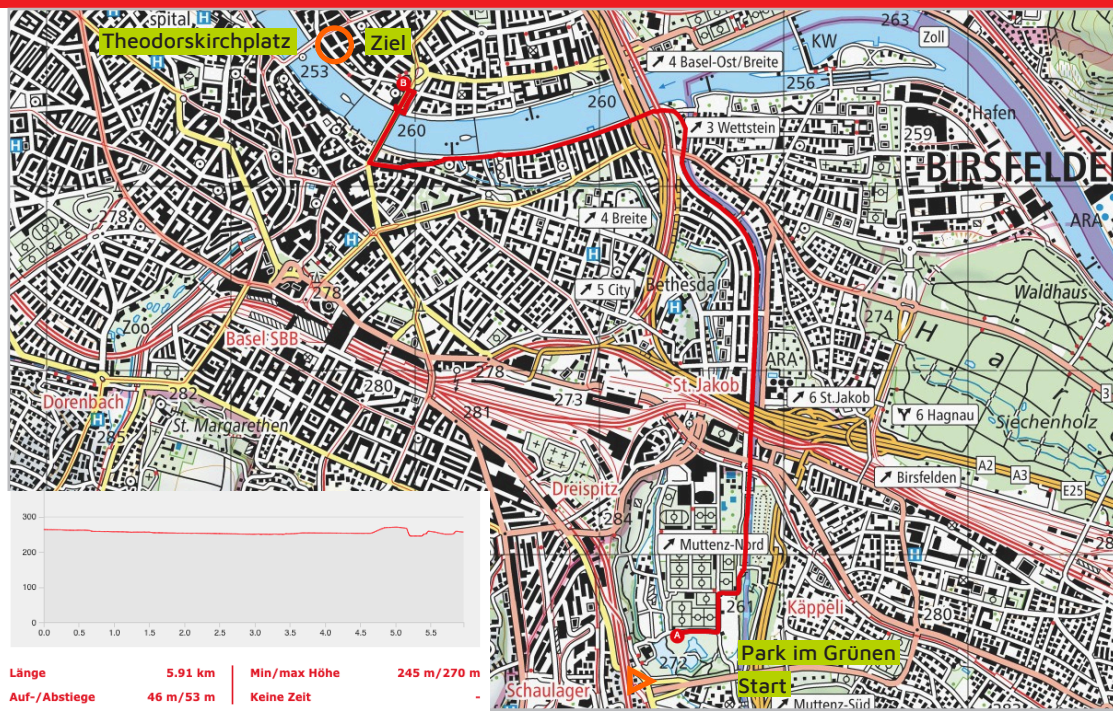 spital
H
263
Theodorskirchplatz
Ziel
KW
Zoll
4 Basel-Ost/Breite
253
H
B
256
260
260
Hafen
3 Wettstein
259
H
BIRSFELDE
278
4 Breite
ARA
H
H
278
5 City
Bethesda
H
Waldhaus
274
H
a
r
Zoo
Basel SBB
ARA
278
280
St. Jakob
273
282
Dorenbach
H
281
6 St.Jakob
6 Hagnau
3
285
St. Margarethen
Siechenholz
A2
A3
E25
Birsfelden
Dreispitz
284
28
300
Muttenz-Nord
H
200
100
261
Käppeli
280
0
A
0.0 0.5 1.0 1.5 2.0 2.5 3.0 3.5 4.0 4.5 5.0 5.5
272
Park im Grünen
Start
Länge 5.91 km Min/max Höhe 245 m/270 m
Auf-/Abstiege 46 m/53 m Keine Zeit -
Schaulager
Muttenz-Süd
283